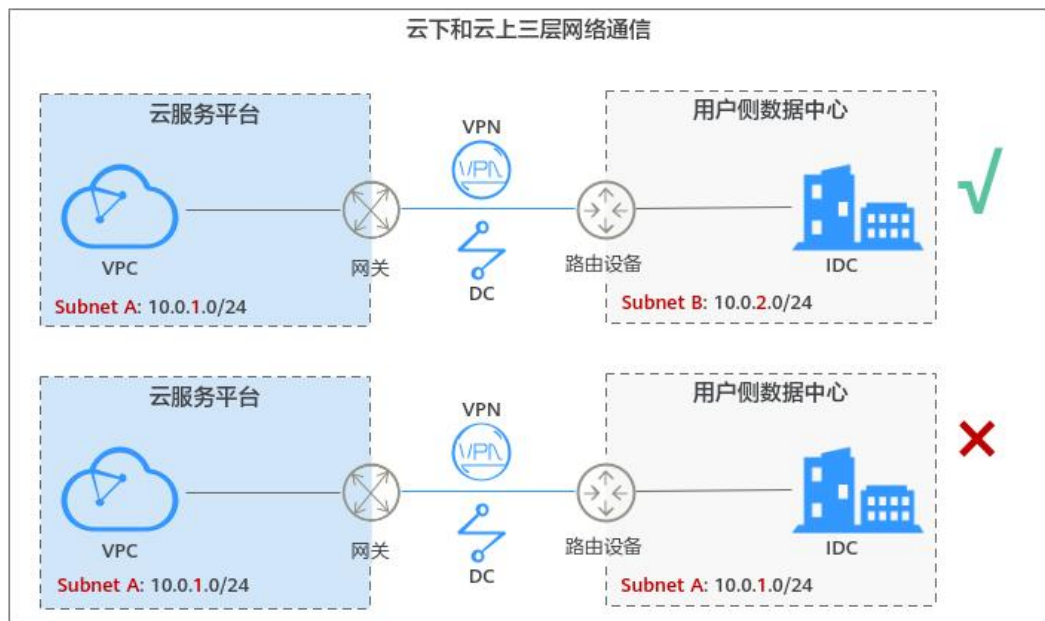 云下和云上三层网络通信
云服务平台
用户侧数据中心
VPN
VPN
VPC
网关
DC
路由设备
IDC
Subnet A: 10.0.1.0/24
Subnet B: 10.0.2.0/24
√
云服务平台
用户侧数据中心
VPN
VPN
VPC
网关
DC
路由设备
IDC
Subnet A: 10.0.1.0/24
Subnet A: 10.0.1.0/24
×